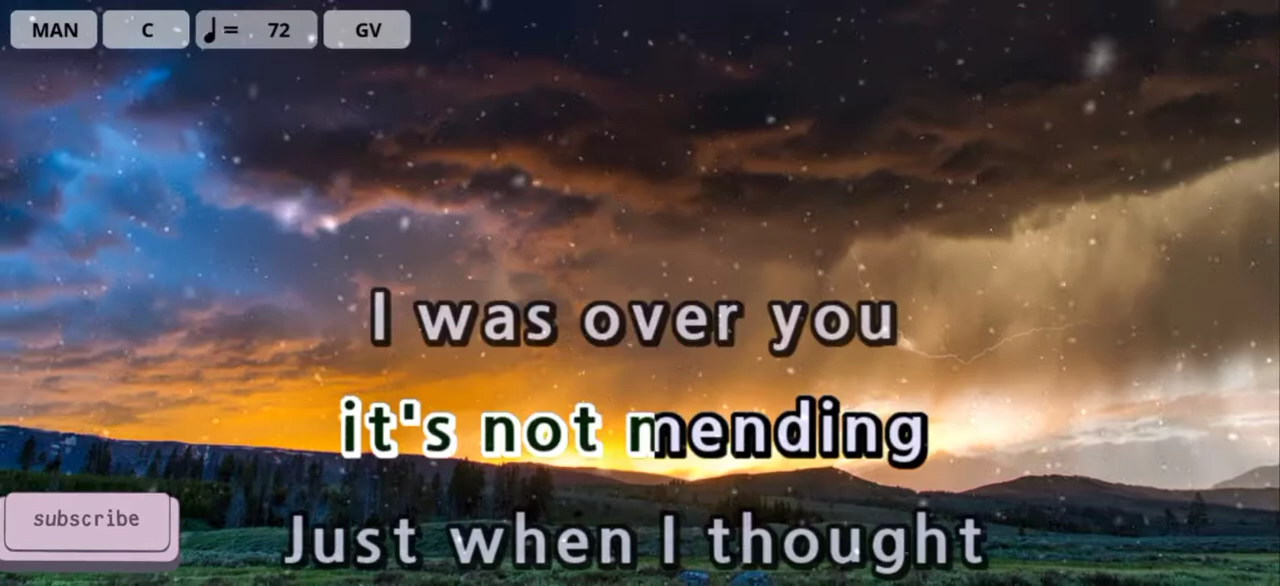 MAN C ♩= 72 GV
I was over you
it's not mending
subscribe
Just when I thought